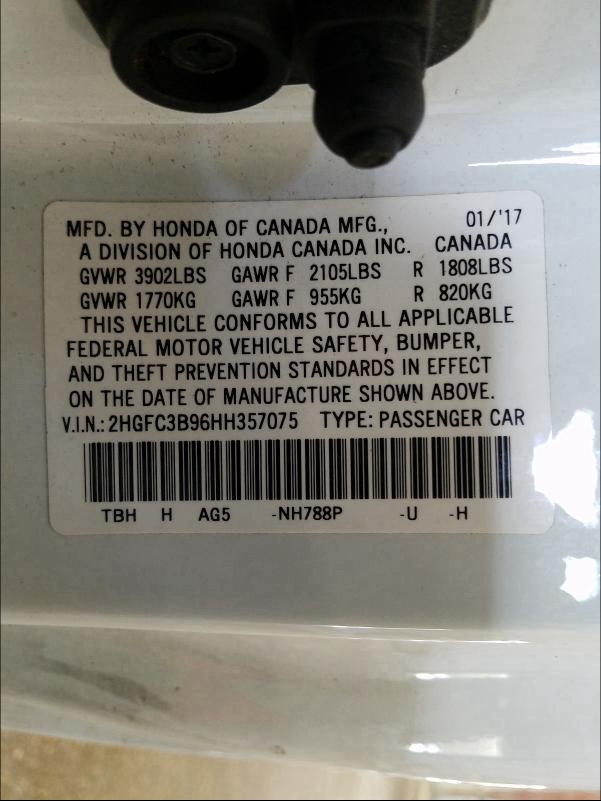 MFD. BY HONDA OF CANADA MFG., 01/'17
A DIVISION OF HONDA CANADA INC. CANADA
GVWR 3902LBS GAWR F 2105LBS R 1808LBS
GVWR 1770KG GAWR F 955KG R 820KG
THIS VEHICLE CONFORMS TO ALL APPLICABLE
FEDERAL MOTOR VEHICLE SAFETY, BUMPER,
AND THEFT PREVENTION STANDARDS IN EFFECT
ON THE DATE OF MANUFACTURE SHOWN ABOVE.
V.I.N.: 2HGFC3B96HH357075 TYPE: PASSENGER CAR
TBH H AG5 -NH788P -U -H